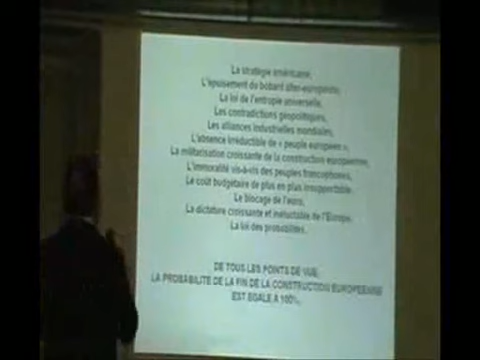 La stratégie américaine,
L'épuisement du bobard alter-européiste,
La loi de l'entropie universelle,
Les contradictions géopolitiques,
Les alliances industrielles mondiales,
L'absence irréductible de « peuple européen »,
La militarisation croissante de la construction européenne,
L'immoralité vis-à-vis des peuples francophones,
Le coût budgétaire de plus en plus insupportable,
Le blocage de l'euro,
La dictature croissante et inéluctable de l'Europe,
La loi des probabilités.
DE TOUS LES POINTS DE VUE,
LA PROBABILITE DE LA FIN DE LA CONSTRUCTION EUROPEENNE
EST EGALE A 100%.